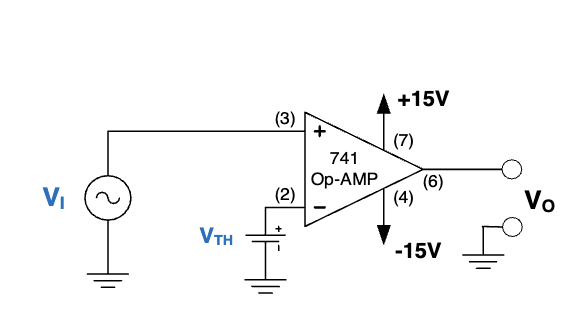 +15V
(3)
+
(7)
741
Op-AMP
(6)
VI
(2)
(4)
VO
VTH
+
−
-15V